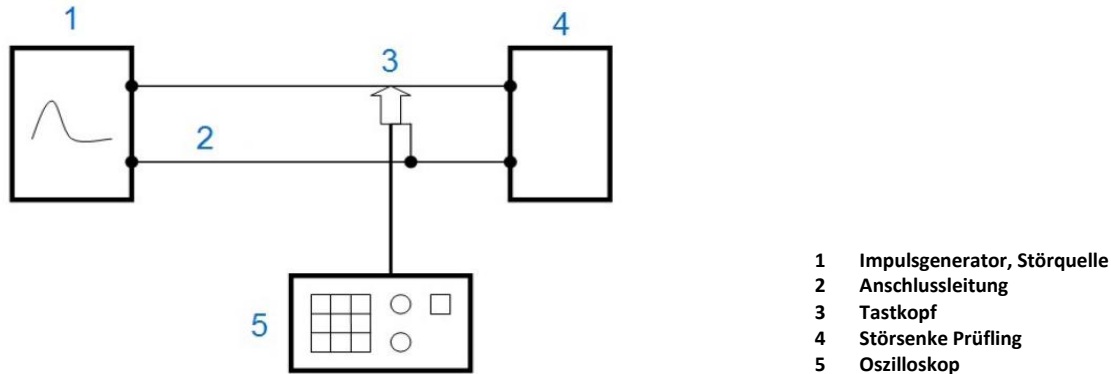 1
4
3
2
5
1 Impulsgenerator, Störquelle
2 Anschlussleitung
3 Tastkopf
4 Störsenke Prüfling
5 Oszilloskop